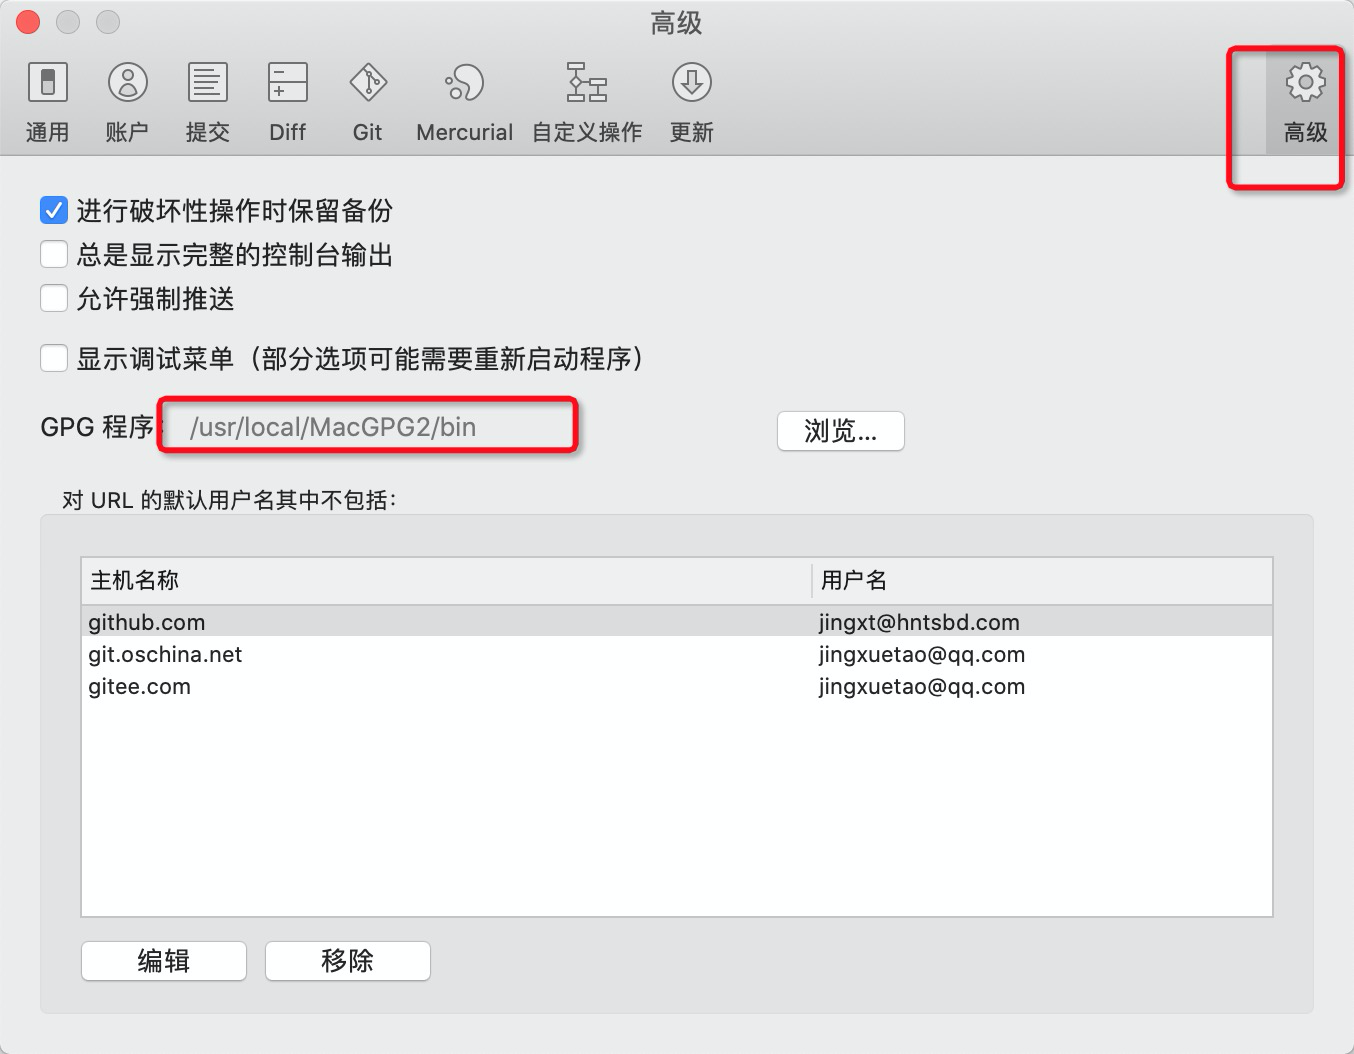 高级
通用 账户 提交 Diff Git Mercurial 自定义操作 更新 高级
进行破坏性操作时保留备份
总是显示完整的控制台输出
允许强制推送
显示调试菜单（部分选项可能需要重新启动程序）
GPG 程序: /usr/local/MacGPG2/bin 浏览...
对 URL 的默认用户名其中不包括：
主机名称 用户名
github.com jingxt@hntsbd.com
git.oschina.net jingxuetao@qq.com
gitee.com jingxuetao@qq.com
编辑 移除